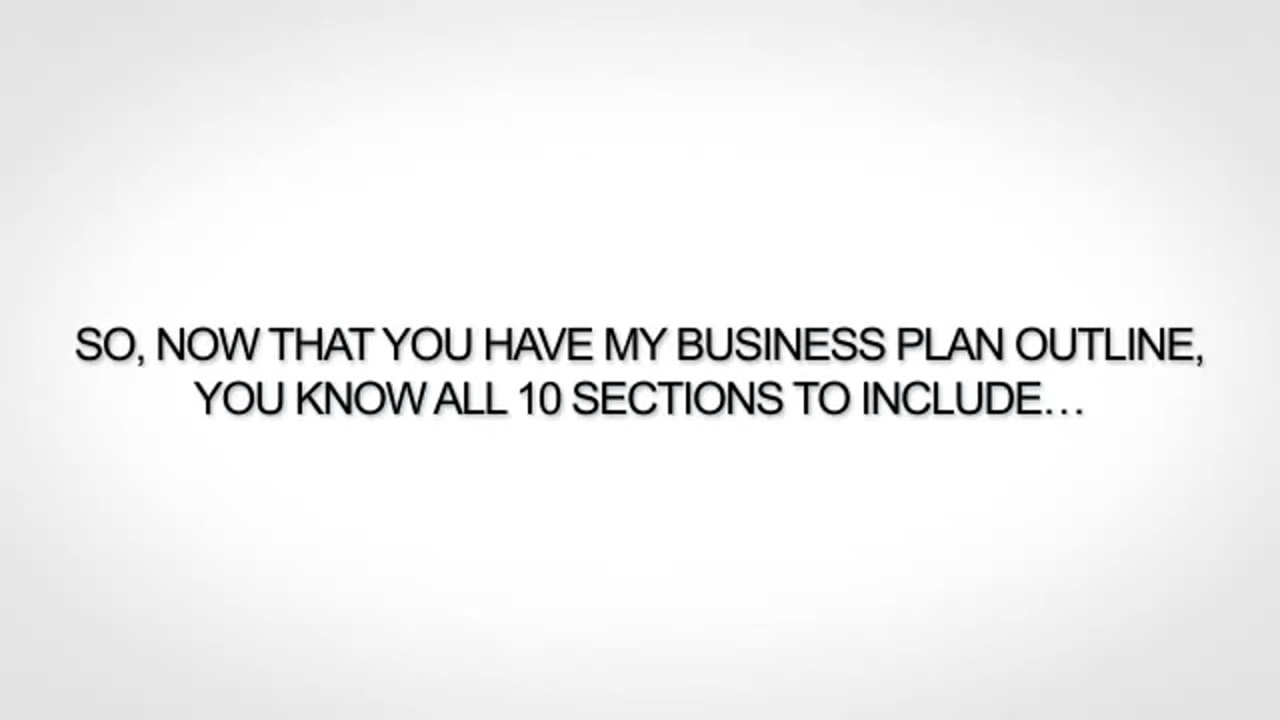 SO, NOW THAT YOU HAVE MY BUSINESS PLAN OUTLINE,
YOU KNOW ALL 10 SECTIONS TO INCLUDE…